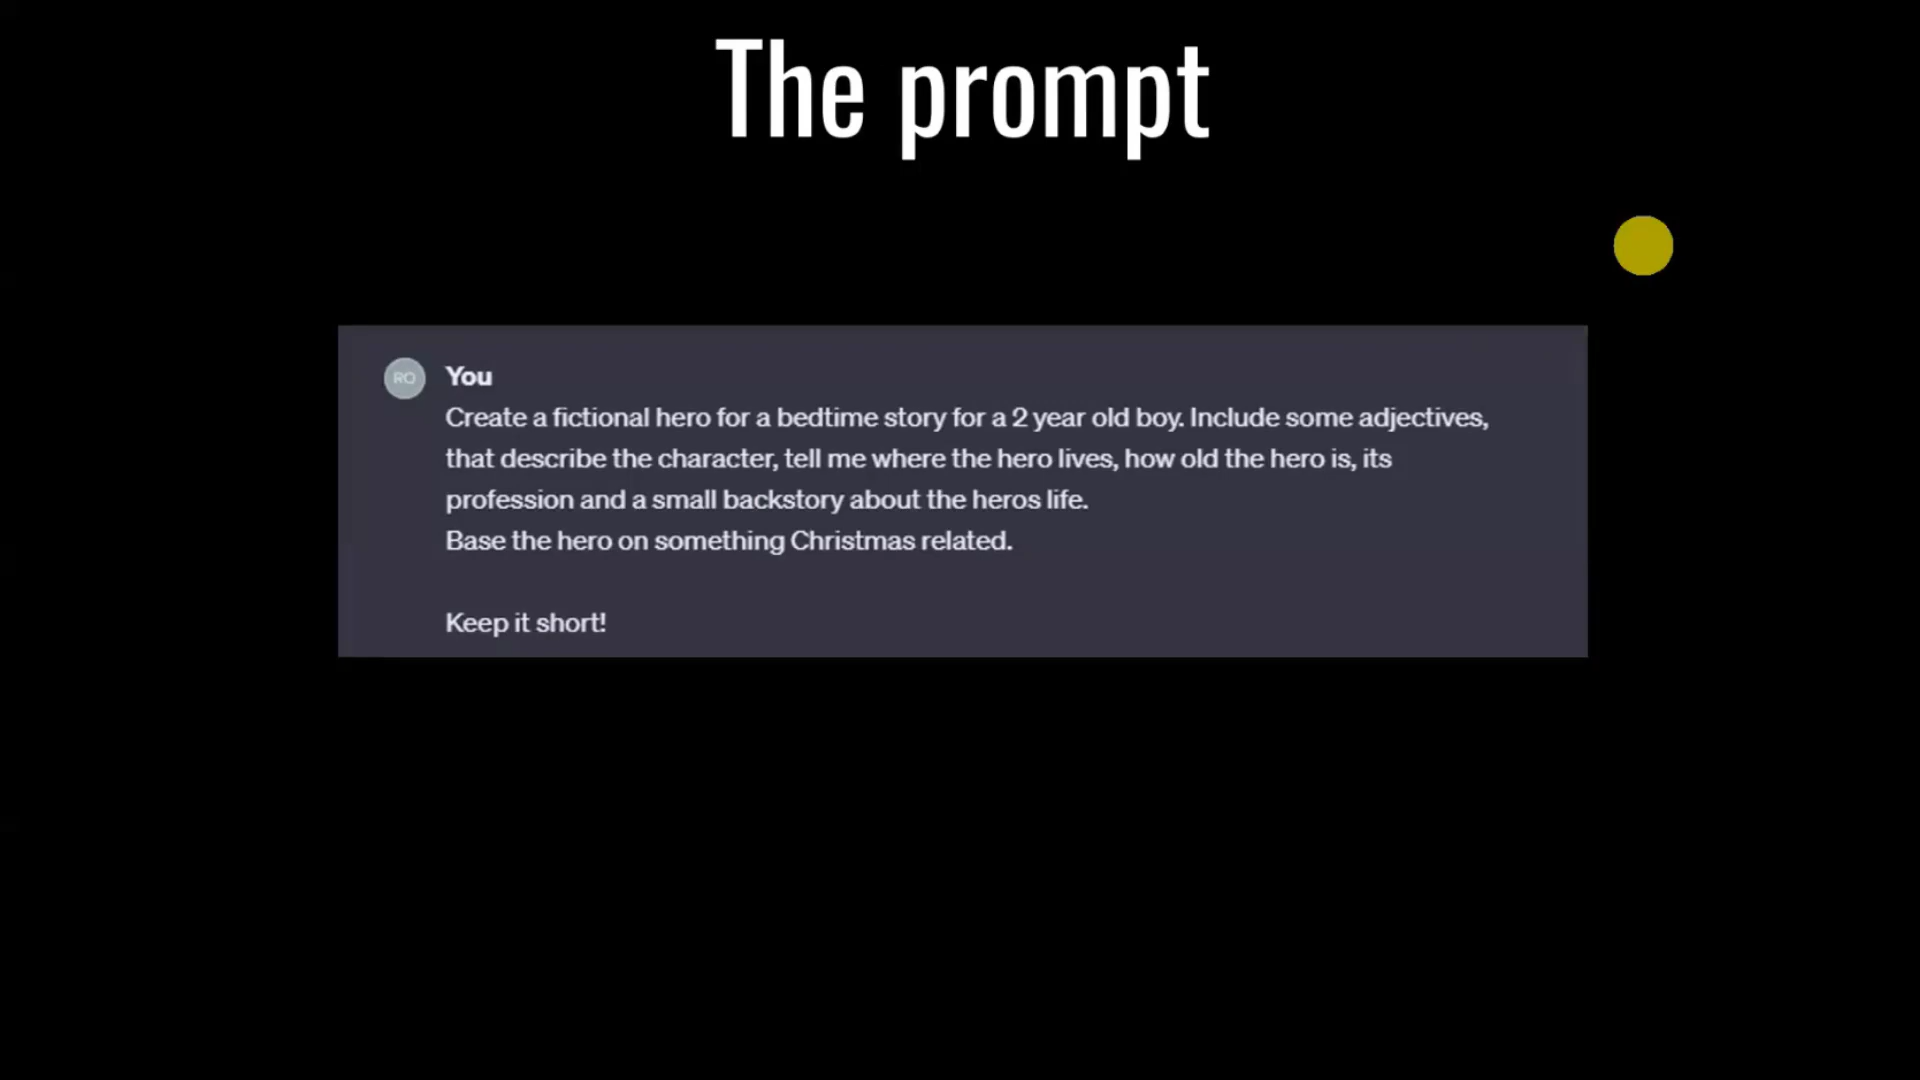 The prompt
RO
You
Create a fictional hero for a bedtime story for a 2 year old boy. Include some adjectives,
that describe the character, tell me where the hero lives, how old the hero is, its
profession and a small backstory about the heros life.
Base the hero on something Christmas related.
Keep it short!